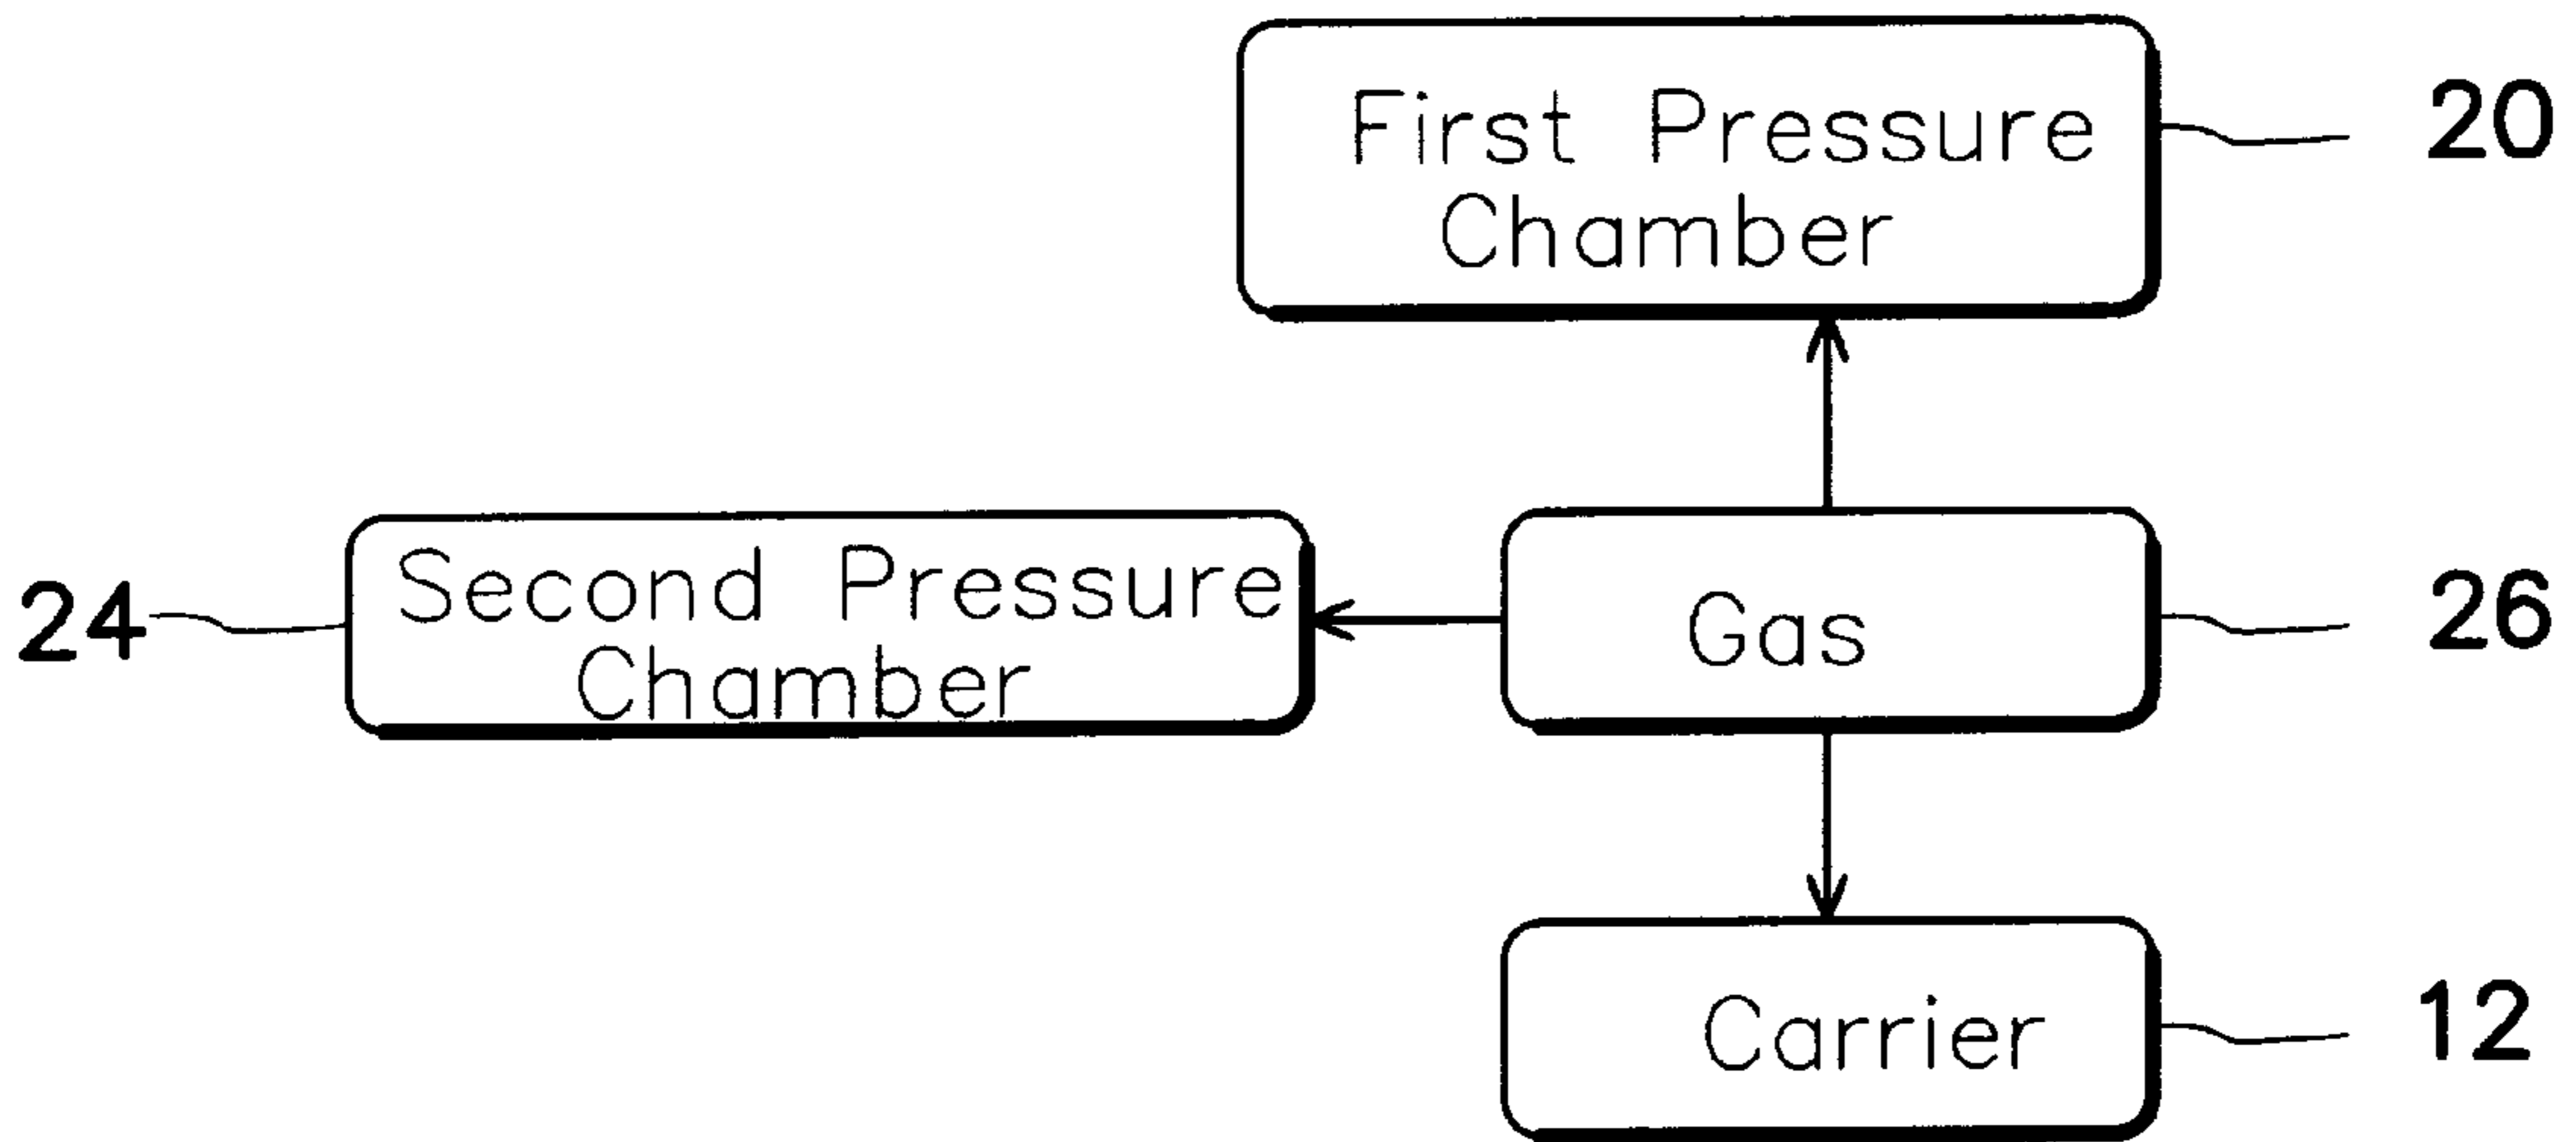 First Pressure
Chamber
20
24
Second Pressure
Chamber
Gas
26
Carrier
12